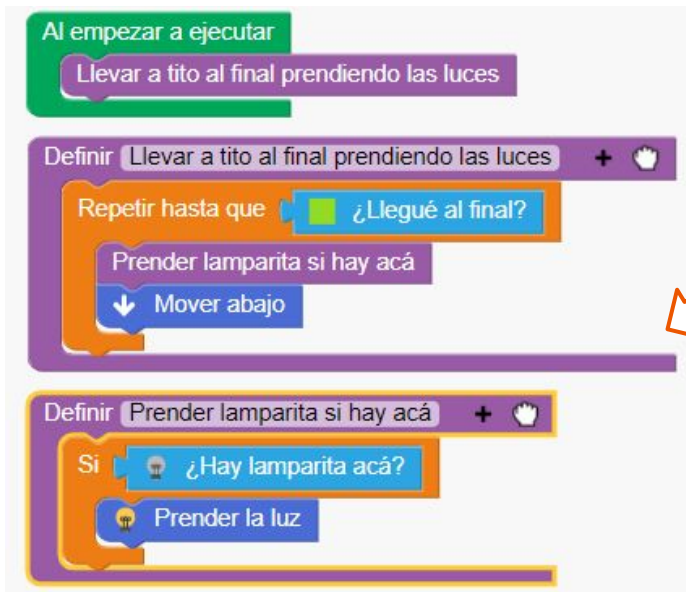 Al empezar a ejecutar
Llevar a tito al final prendiendo las luces
Definir Llevar a tito al final prendiendo las luces +
Repetir hasta que ¿Llegué al final?
Prender lamparita si hay acá
Mover abajo
Definir Prender lamparita si hay acá +
Si ¿Hay lamparita acá?
Prender la luz